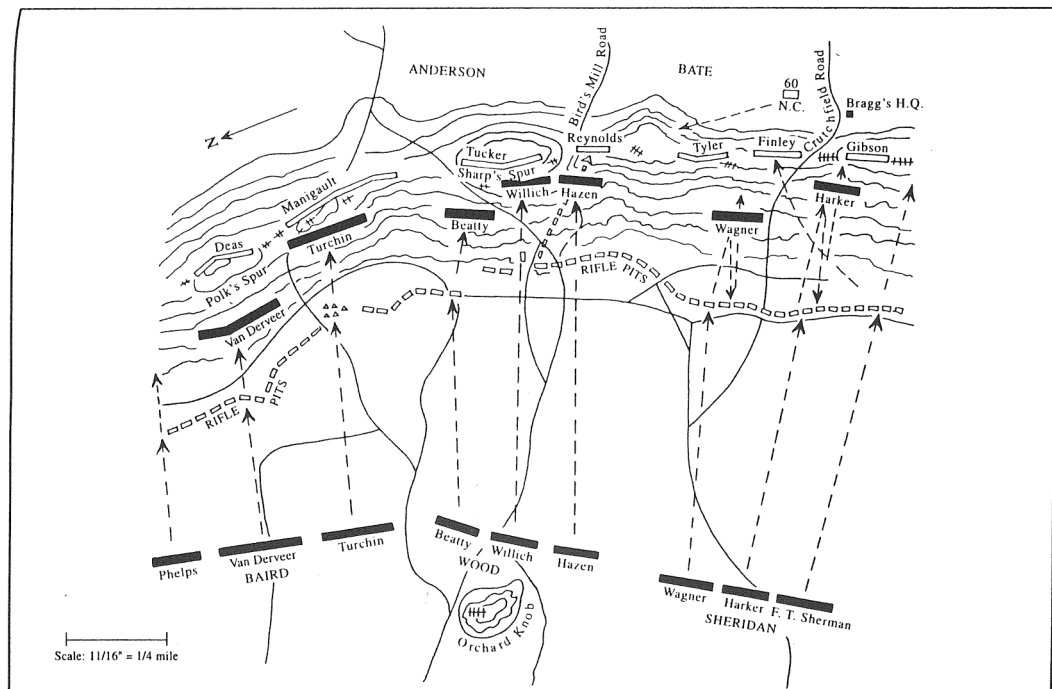 ANDERSON
BATE
Bird's Mill Road
Crutchfield Road
60
N.C.
Bragg's H.Q.
N
Reynolds
Tyler
Finley
Gibson
Tucker
Sharp's Spur
Willich
Hazen
Harker
Manigault
Beatty
Wagner
Deas
Turchin
Polk's Spur
RIFLE PITS
Van Derveer
RIFLE PITS
Phelps
Van Derveer
Turchin
BAIRD
Beatty
Willich
Hazen
WOOD
Orchard Knob
Wagner
Harker
F. T. Sherman
SHERIDAN
Scale: 11/16" = 1/4 mile